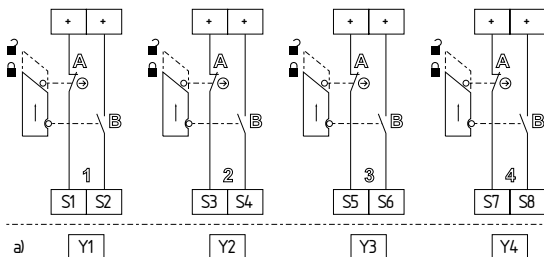 + + + + + + + +
A A A A
B B B B
1 2 3 4
S1 S2 S3 S4 S5 S6 S7 S8
a) Y1 Y2 Y3 Y4